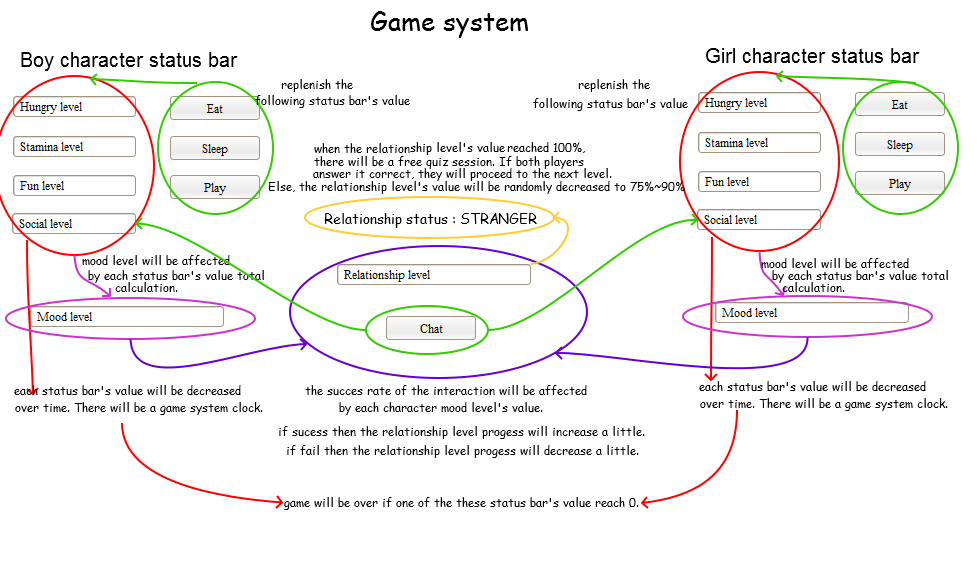 Game system
Boy character status bar
Girl character status bar
Hungry level
Stamina level
Fun level
Social level
Eat
Sleep
Play
replenish the
following status bar's value
replenish the
following status bar's value
Hungry level
Stamina level
Fun level
Social level
Eat
Sleep
Play
when the relationship level's value reached 100%,
there will be a free quiz session. If both players
answer it correct, they will proceed to the next level.
Else, the relationship level's value will be randomly decreased to 75%~90%
Relationship status : STRANGER
mood level will be affected
by each status bar's value total
calculation.
Relationship level
Chat
mood level will be affected
by each status bar's value total
calculation.
Mood level
Mood level
each status bar's value will be decreased
over time. There will be a game system clock.
the succes rate of the interaction will be affected
by each character mood level's value.
each status bar's value will be decreased
over time. There will be a game system clock.
if sucess then the relationship level progess will increase a little.
if fail then the relationship level progess will decrease a little.
game will be over if one of the these status bar's value reach 0.